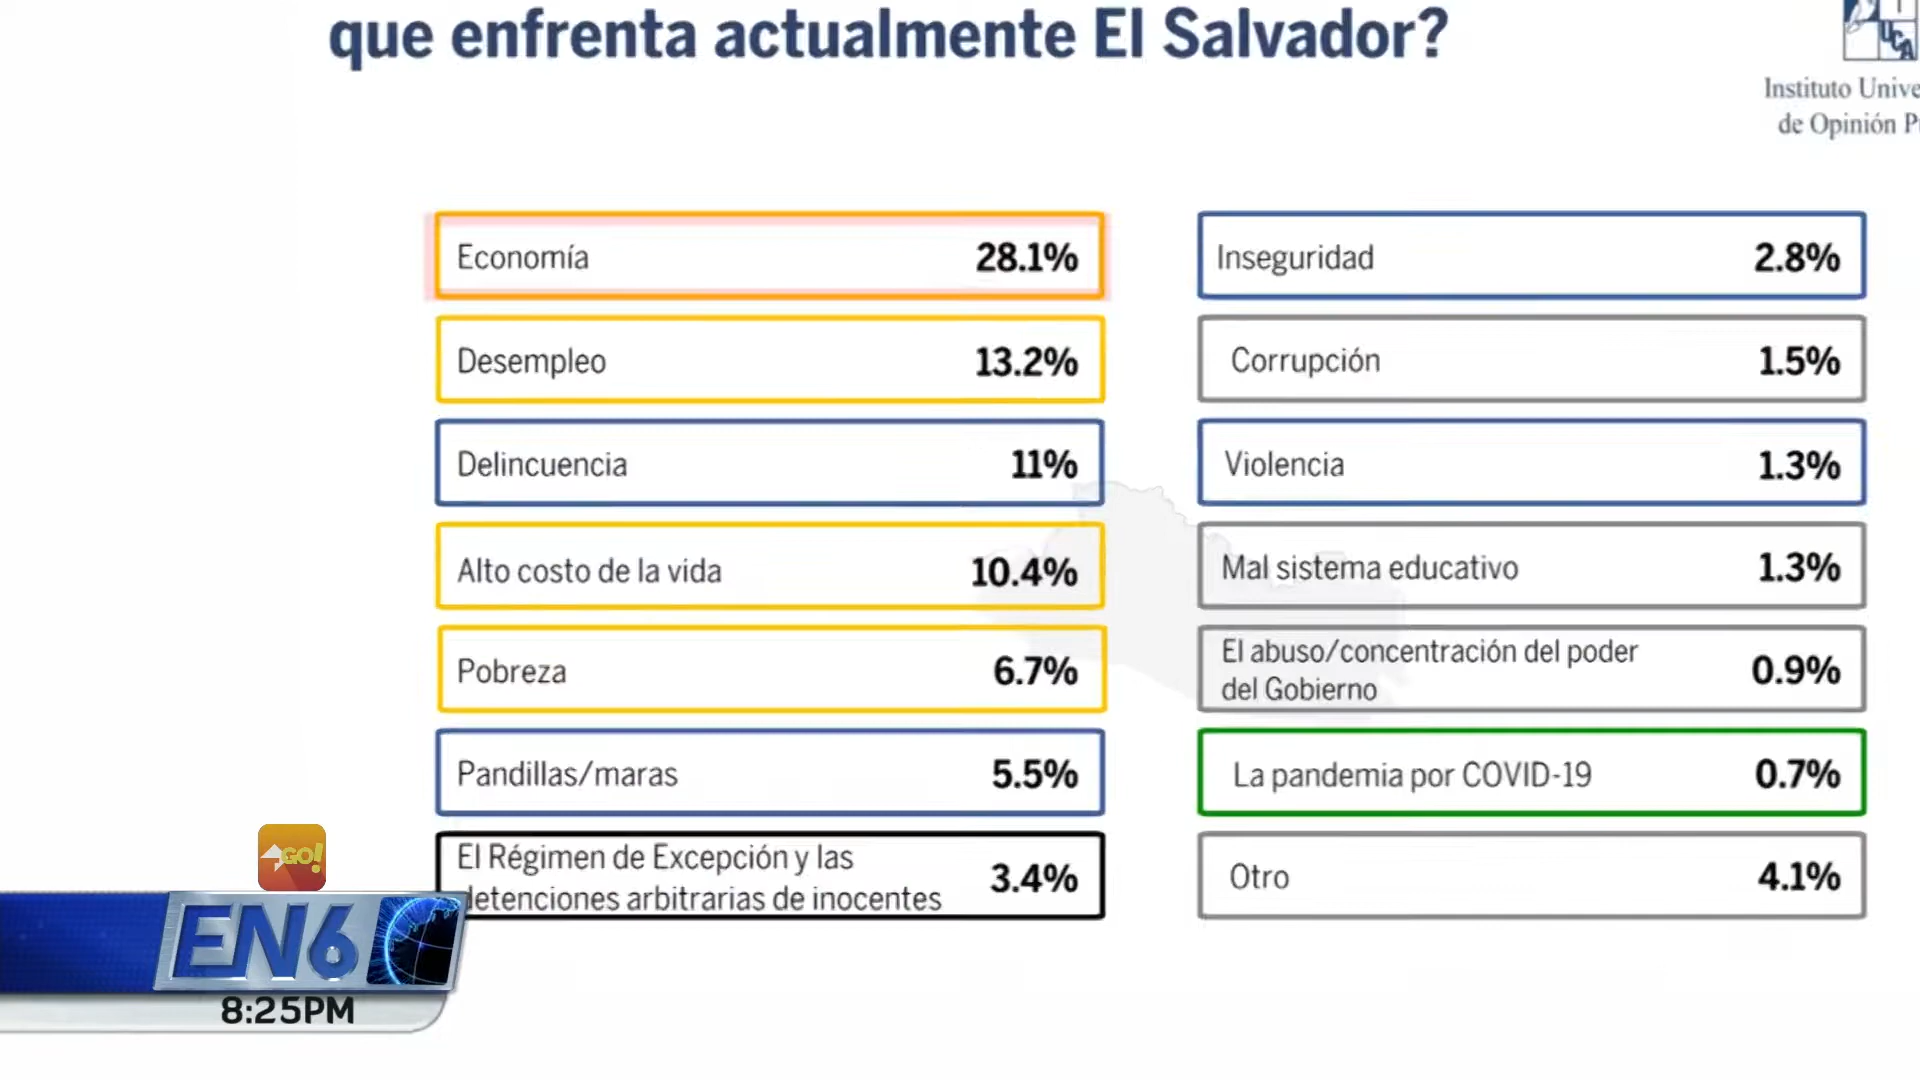 que enfrenta actualmente El Salvador?
UCA
Instituto
de Opinión
Economía 28.1%
Desempleo 13.2%
Delincuencia 11%
Alto costo de la vida 10.4%
Pobreza 6.7%
Pandillas/maras 5.5%
El Régimen de Excepción y las
detenciones arbitrarias de inocentes 3.4%
Inseguridad 2.8%
Corrupción 1.5%
Violencia 1.3%
Mal sistema educativo 1.3%
El abuso/concentración del poder
del Gobierno 0.9%
La pandemia por COVID-19 0.7%
Otro 4.1%
GO!
EN6
8:25PM